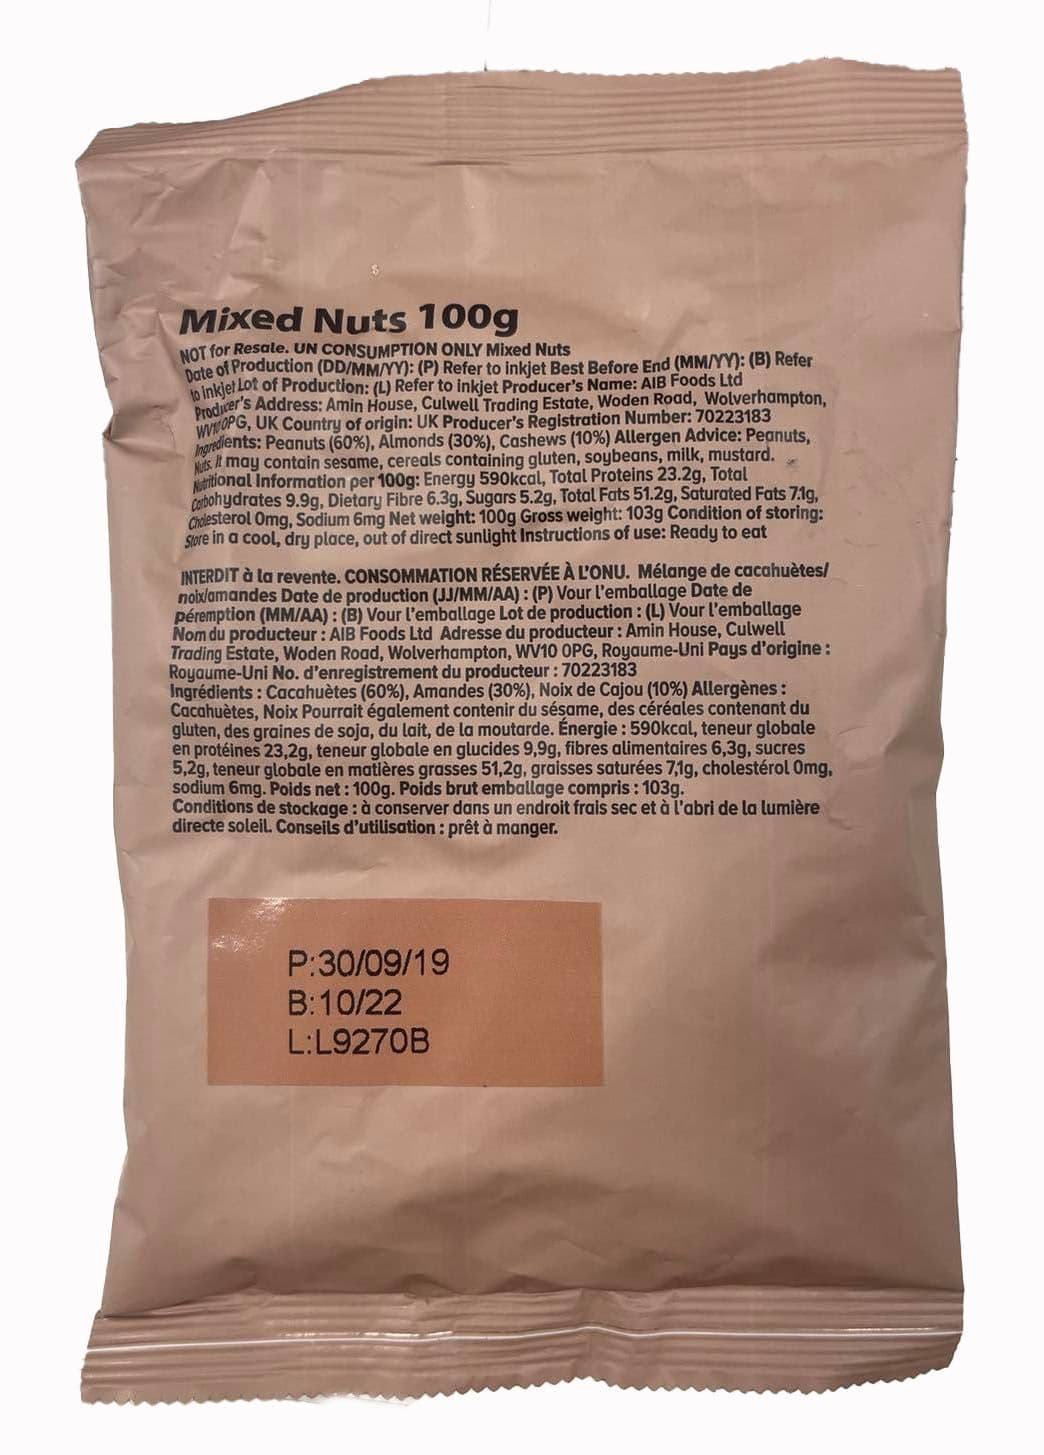 Mixed Nuts 100g
NOT for Resale. UN CONSUMPTION ONLY Mixed Nuts
Date of Production (DD/MM/YY): (P) Refer to inkjet Best Before End (MM/YY): (B) Refer
to inkjet Lot of Production: (L) Refer to inkjet Producer's Name: AIB Foods Ltd
Producer's Address: Amin House, Culwell Trading Estate, Woden Road, Wolverhampton,
WV10 0PG, UK Country of origin: UK Producer's Registration Number: 70223183
Ingredients: Peanuts (60%), Almonds (30%), Cashews (10%) Allergen Advice: Peanuts,
Nuts. It may contain sesame, cereals containing gluten, soybeans, milk, mustard.
Nutritional Information per 100g: Energy 590kcal, Total Proteins 23.2g, Total
Carbohydrates 9.9g, Dietary Fibre 6.3g, Sugars 5.2g, Total Fats 51.2g, Saturated Fats 7.1g,
Cholesterol 0mg, Sodium 6mg Net weight: 100g Gross weight: 103g Condition of storing:
Store in a cool, dry place, out of direct sunlight Instructions of use: Ready to eat
INTERDIT à la revente. CONSOMMATION RÉSERVÉE À L'ONU. Mélange de cacahuètes/
noix/amandes Date de production (JJ/MM/AA) : (P) Vour l'emballage Date de
péremption (MM/AA) : (B) Vour l'emballage Lot de production : (L) Vour l'emballage
Nom du producteur : AIB Foods Ltd Adresse du producteur : Amin House, Culwell
Trading Estate, Woden Road, Wolverhampton, WV10 0PG, Royaume-Uni Pays d'origine :
Royaume-Uni No. d'enregistrement du producteur : 70223183
Ingrédients : Cacahuètes (60%), Amandes (30%), Noix de Cajou (10%) Allergènes :
Cacahuètes, Noix Pourrait également contenir du sésame, des céréales contenant du
gluten, des graines de soja, du lait, de la moutarde. Énergie : 590kcal, teneur globale
en protéines 23,2g, teneur globale en glucides 9,9g, fibres alimentaires 6,3g, sucres
5,2g, teneur globale en matières grasses 51,2g, graisses saturées 7,1g, cholestérol 0mg,
sodium 6mg. Poids net : 100g. Poids brut emballage compris : 103g.
Conditions de stockage : à conserver dans un endroit frais sec et à l'abri de la lumière
directe soleil. Conseils d'utilisation : prêt à manger.
P:30/09/19
B:10/22
L:L9270B